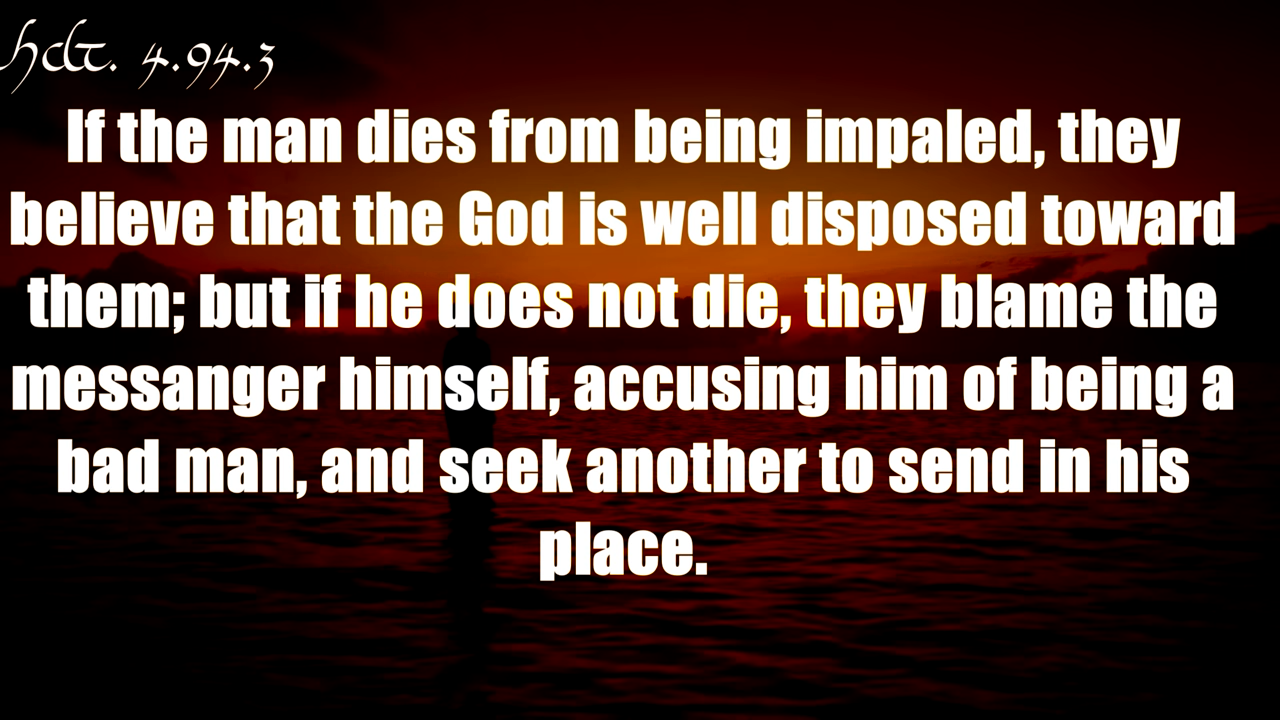 hdt. 4.94.3
If the man dies from being impaled, they
believe that the God is well disposed toward
them; but if he does not die, they blame the
messanger himself, accusing him of being a
bad man, and seek another to send in his
place.